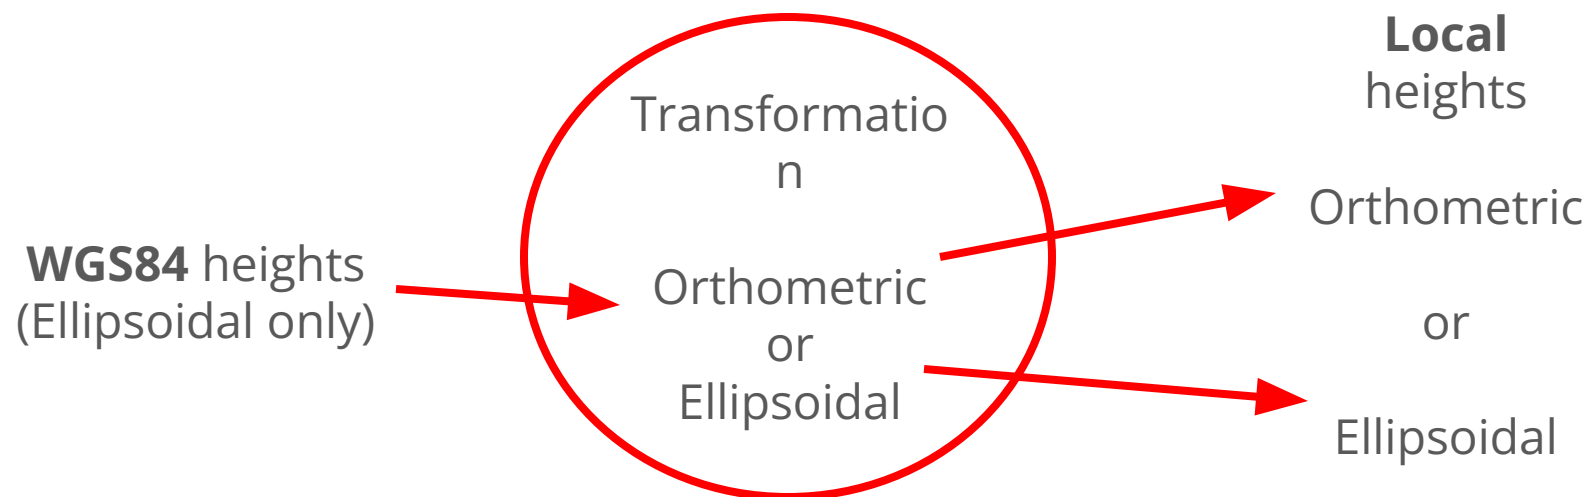 WGS84 heights
(Ellipsoidal only)
Transformatio
n
Orthometric
or
Ellipsoidal
Local
heights
Orthometric
or
Ellipsoidal